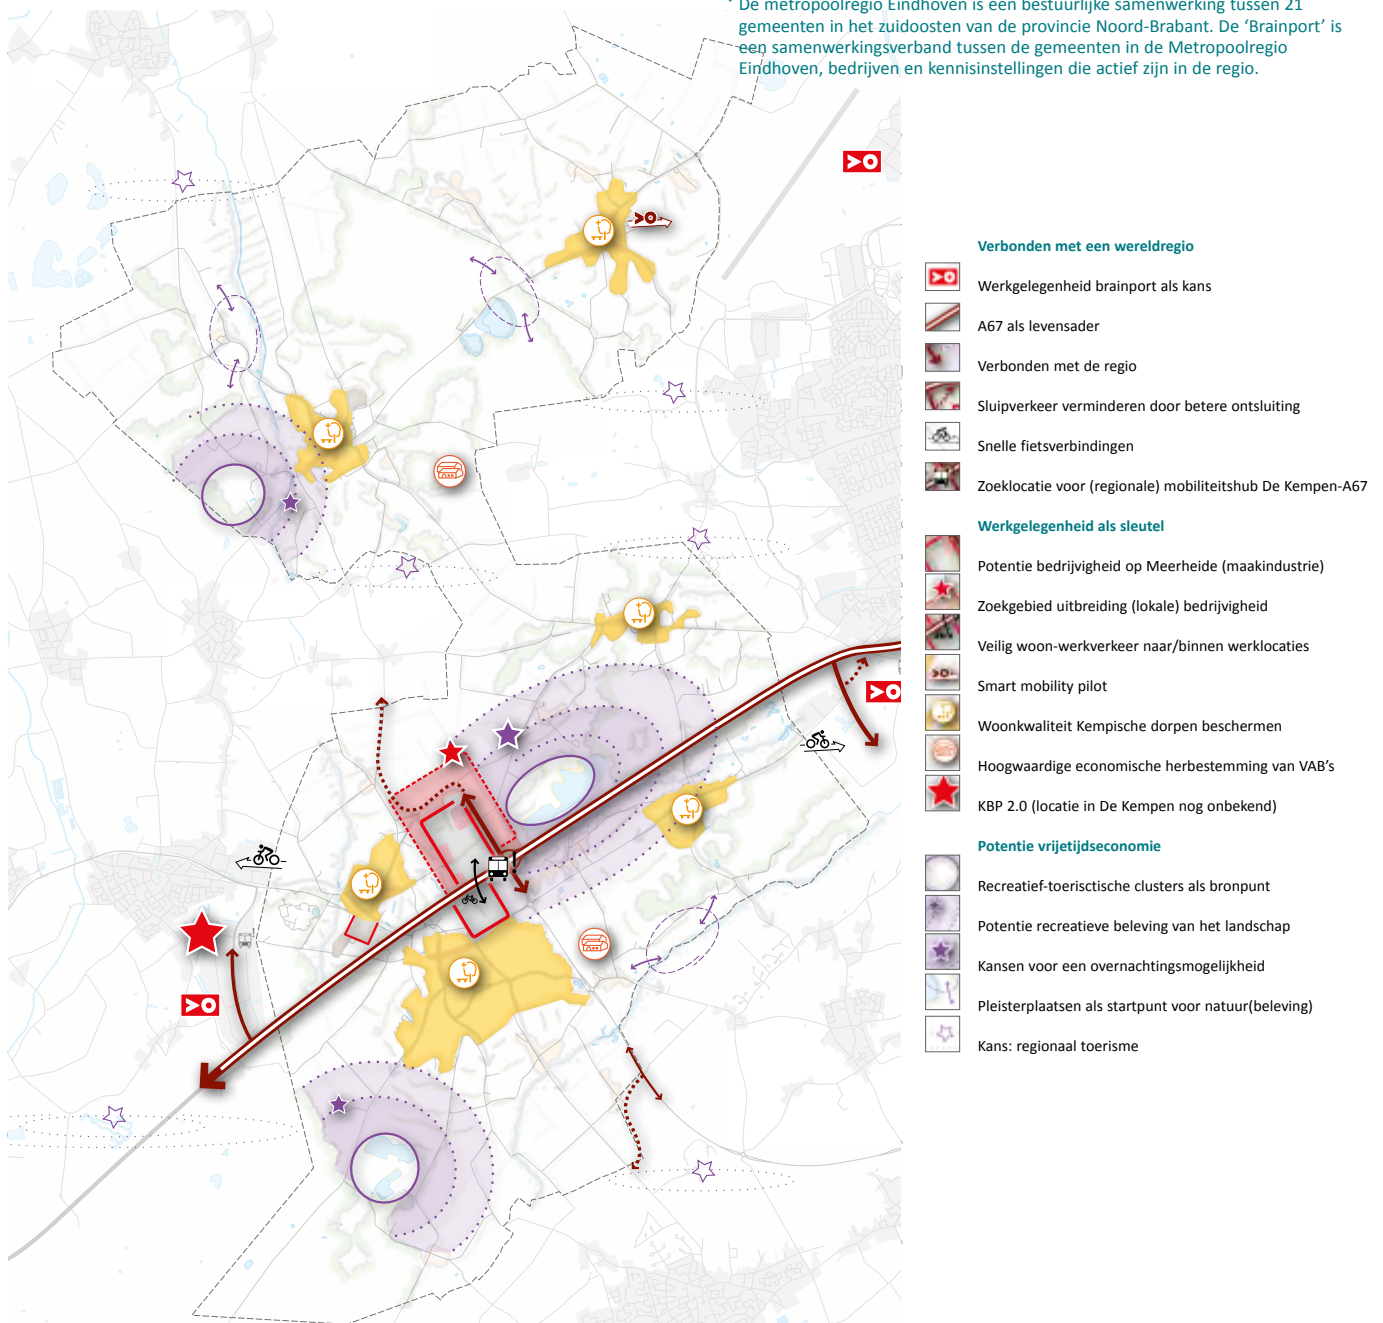 De metropoolregio Eindhoven is een bestuurlijke samenwerking tussen 21
gemeenten in het zuidoosten van de provincie Noord-Brabant. De ‘Brainport’ is
een samenwerkingsverband tussen de gemeenten in de Metropoolregio
Eindhoven, bedrijven en kennisinstellingen die actief zijn in de regio.
Verbonden met een wereldregio
Werkgelegenheid brainport als kans
A67 als levensader
Verbonden met de regio
Sluipverkeer verminderen door betere ontsluiting
Snelle fietsverbindingen
Zoeklocatie voor (regionale) mobiliteitshub De Kempen-A67
Werkgelegenheid als sleutel
Potentie bedrijvigheid op Meerheide (maakindustrie)
Zoekgebied uitbreiding (lokale) bedrijvigheid
Veilig woon-werkverkeer naar/binnen werklocaties
Smart mobility pilot
Woonkwaliteit Kempische dorpen beschermen
Hoogwaardige economische herbestemming van VAB’s
KBP 2.0 (locatie in De Kempen nog onbekend)
Potentie vrijetijdseconomie
Recreatief-toerisctische clusters als bronpunt
Potentie recreatieve beleving van het landschap
Kansen voor een overnachtingsmogelijkheid
Pleisterplaatsen als startpunt voor natuur(beleving)
Kans: regionaal toerisme